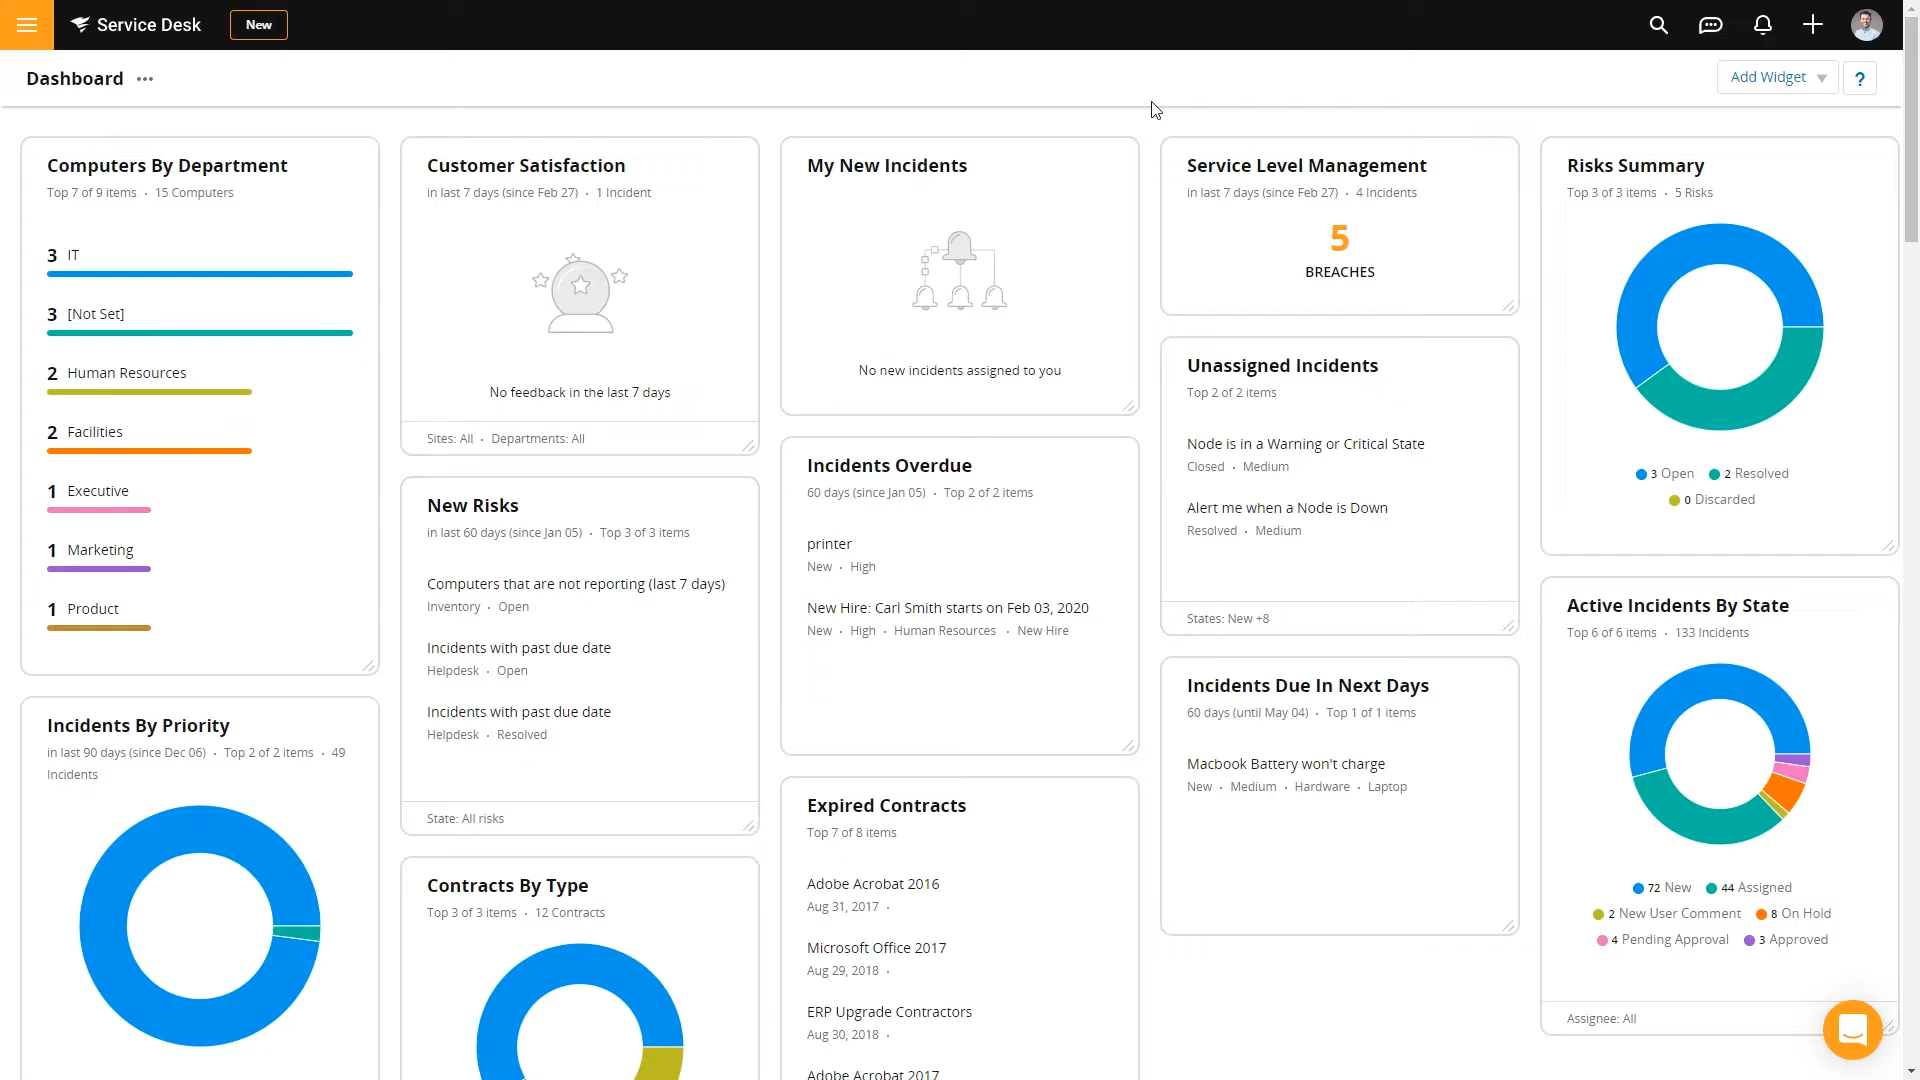 Service Desk
New
Dashboard
Add Widget
?
Computers By Department
Top 7 of 9 items · 15 Computers
3 IT
3 [Not Set]
2 Human Resources
2 Facilities
1 Executive
1 Marketing
1 Product
Incidents By Priority
in last 90 days (since Dec 06) · Top 2 of 2 items · 49
Incidents
Customer Satisfaction
in last 7 days (since Feb 27) · 1 Incident
No feedback in the last 7 days
Sites: All · Departments: All
New Risks
in last 60 days (since Jan 05) · Top 3 of 3 items
Computers that are not reporting (last 7 days)
Inventory · Open
Incidents with past due date
Helpdesk · Open
Incidents with past due date
Helpdesk · Resolved
State: All risks
Contracts By Type
Top 3 of 3 items · 12 Contracts
My New Incidents
No new incidents assigned to you
Incidents Overdue
60 days (since Jan 05) · Top 2 of 2 items
printer
New · High
New Hire: Carl Smith starts on Feb 03, 2020
New · High · Human Resources · New Hire
Expired Contracts
Top 7 of 8 items
Adobe Acrobat 2016
Aug 31, 2017 ·
Microsoft Office 2017
Aug 29, 2018 ·
ERP Upgrade Contractors
Aug 30, 2018 ·
Adobe Acrobat 2017
Service Level Management
in last 7 days (since Feb 27) · 4 Incidents
5
BREACHES
Unassigned Incidents
Top 2 of 2 items
Node is in a Warning or Critical State
Closed · Medium
Alert me when a Node is Down
Resolved · Medium
States: New +8
Incidents Due In Next Days
60 days (until May 04) · Top 1 of 1 items
Macbook Battery won't charge
New · Medium · Hardware · Laptop
Risks Summary
Top 3 of 3 items · 5 Risks
3 Open 2 Resolved
0 Discarded
Active Incidents By State
Top 6 of 6 items · 133 Incidents
72 New 44 Assigned
2 New User Comment 8 On Hold
4 Pending Approval 3 Approved
Assignee: All